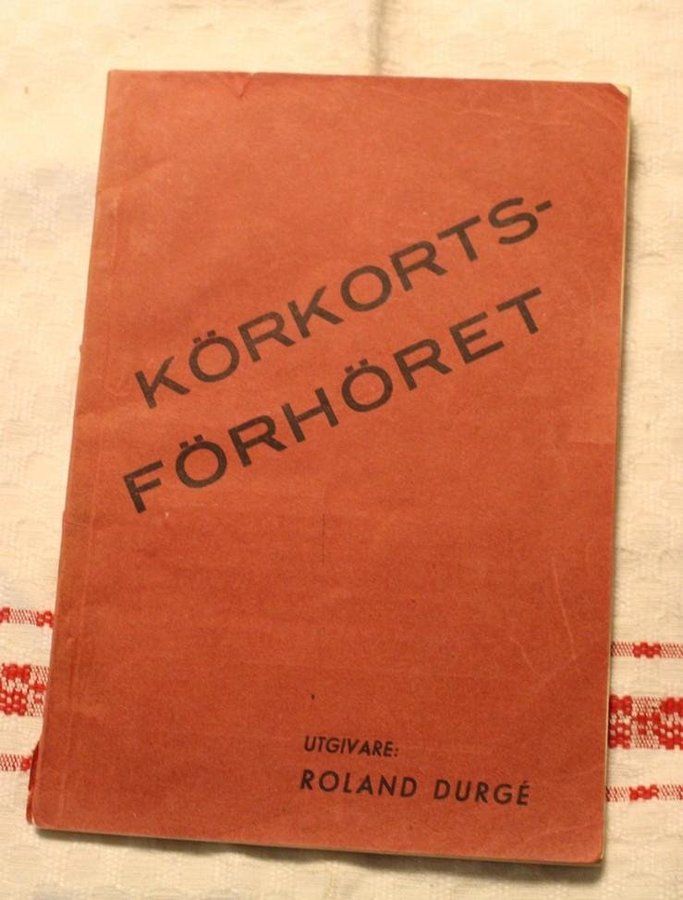 KÖRKORTS-
FÖRHÖRET
UTGIVARE:
ROLAND DURGÉ